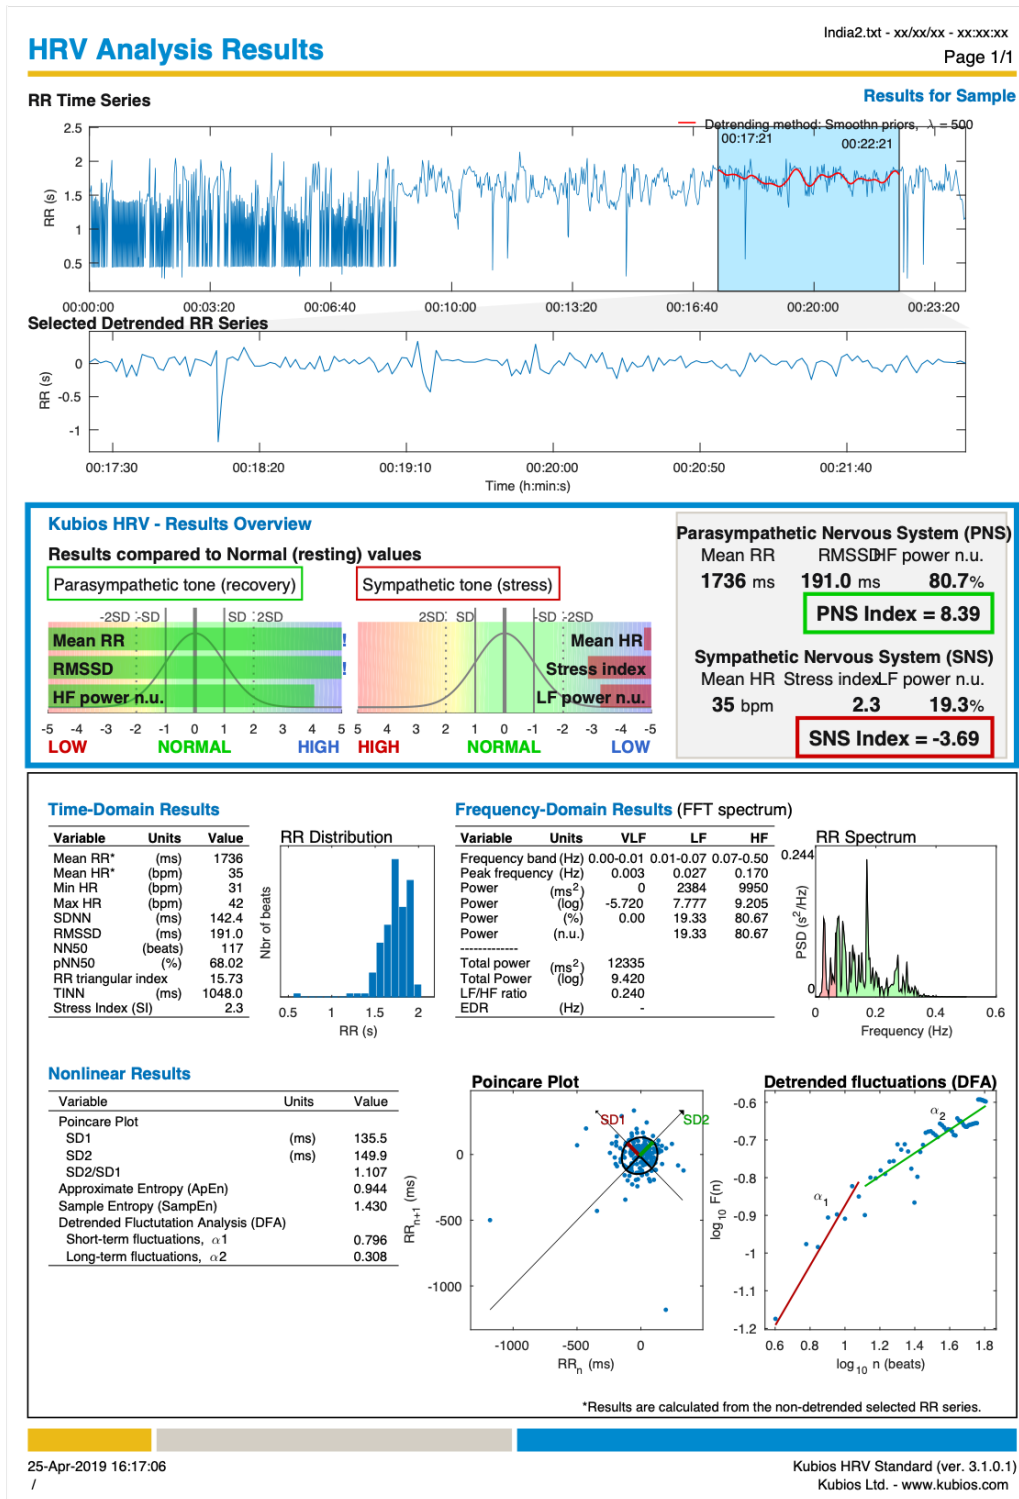 HRV Analysis Results
India2.txt - xx/xx/xx - xx:xx:xx
Page 1/1
RR Time Series
Results for Sample
Detrending method: Smoothn priors, λ = 500
00:17:21 00:22:21
RR (s)
2.5
2
1.5
1
0.5
00:00:00 00:03:20 00:06:40 00:10:00 00:13:20 00:16:40 00:20:00 00:23:20
Selected Detrended RR Series
RR (s)
0
-0.5
-1
00:17:30 00:18:20 00:19:10 00:20:00 00:20:50 00:21:40
Time (h:min:s)
Kubios HRV - Results Overview
Results compared to Normal (resting) values
Parasympathetic tone (recovery)
-2SD -SD SD 2SD
Mean RR !
RMSSD !
HF power n.u.
-5 -4 -3 -2 -1 0 1 2 3 4 5
LOW NORMAL HIGH
Sympathetic tone (stress)
2SD SD -SD -2SD
Mean HR
Stress index
LF power n.u.
5 4 3 2 1 0 -1 -2 -3 -4 -5
HIGH NORMAL LOW
Parasympathetic Nervous System (PNS)
Mean RR RMSSD HF power n.u.
1736 ms 191.0 ms 80.7%
PNS Index = 8.39
Sympathetic Nervous System (SNS)
Mean HR Stress index LF power n.u.
35 bpm 2.3 19.3%
SNS Index = -3.69
Time-Domain Results
Variable Units Value
Mean RR* (ms) 1736
Mean HR* (bpm) 35
Min HR (bpm) 31
Max HR (bpm) 42
SDNN (ms) 142.4
RMSSD (ms) 191.0
NN50 (beats) 117
pNN50 (%) 68.02
RR triangular index 15.73
TINN (ms) 1048.0
Stress Index (SI) 2.3
RR Distribution
Nbr of beats
0.5 1 1.5 2
RR (s)
Frequency-Domain Results (FFT spectrum)
Variable Units VLF LF HF
Frequency band (Hz) 0.00-0.01 0.01-0.07 0.07-0.50
Peak frequency (Hz) 0.003 0.027 0.170
Power (ms2) 0 2384 9950
Power (log) -5.720 7.777 9.205
Power (%) 0.00 19.33 80.67
Power (n.u.) 19.33 80.67
-------------
Total power (ms2) 12335
Total Power (log) 9.420
LF/HF ratio 0.240
EDR (Hz) -
RR Spectrum
0.244
PSD (s2/Hz)
0
0 0.2 0.4 0.6
Frequency (Hz)
Nonlinear Results
Variable Units Value
Poincare Plot
SD1 (ms) 135.5
SD2 (ms) 149.9
SD2/SD1 1.107
Approximate Entropy (ApEn) 0.944
Sample Entropy (SampEn) 1.430
Detrended Fluctutation Analysis (DFA)
Short-term fluctuations, α1 0.796
Long-term fluctuations, α2 0.308
Poincare Plot
SD1 SD2
RRn+1 (ms)
0
-500
-1000
-1000 -500 0
RRn (ms)
Detrended fluctuations (DFA)
log10 F(n)
-0.6
-0.7
-0.8
-0.9
-1
-1.1
-1.2
α2
α1
0.6 0.8 1 1.2 1.4 1.6 1.8
log10 n (beats)
*Results are calculated from the non-detrended selected RR series.
25-Apr-2019 16:17:06
/
Kubios HRV Standard (ver. 3.1.0.1)
Kubios Ltd. - www.kubios.com